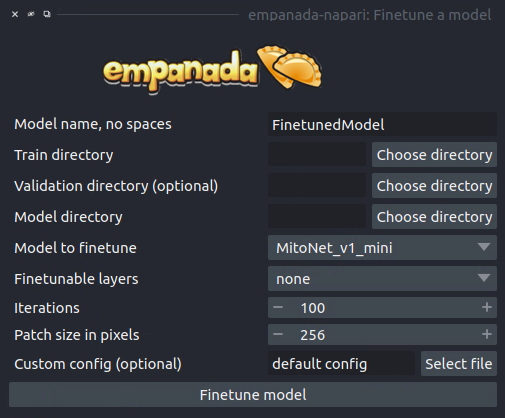 empanada-napari: Finetune a model
empanada
Model name, no spaces FinetunedModel
Train directory Choose directory
Validation directory (optional) Choose directory
Model directory Choose directory
Model to finetune MitoNet_v1_mini
Finetunable layers none
Iterations − 100 +
Patch size in pixels − 256 +
Custom config (optional) default config Select file
Finetune model